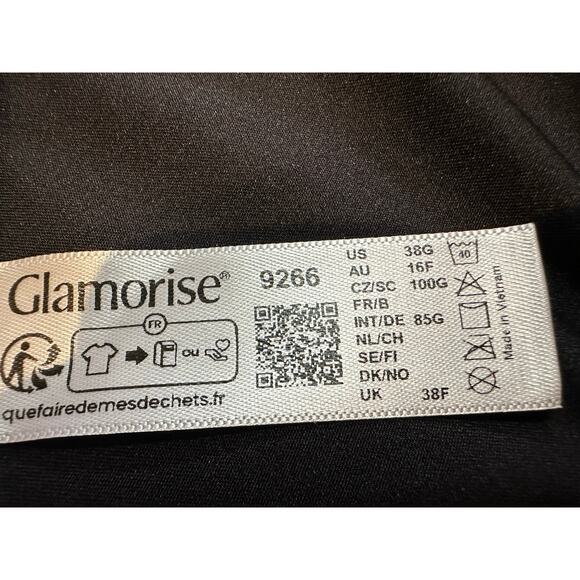 Glamorise®
9266
FR
ou
quefairedemesdechets.fr
US 38G
AU 16F
CZ/SC 100G
FR/B
INT/DE 85G
NL/CH
SE/FI
DK/NO
UK 38F
40
Made in Vietnam